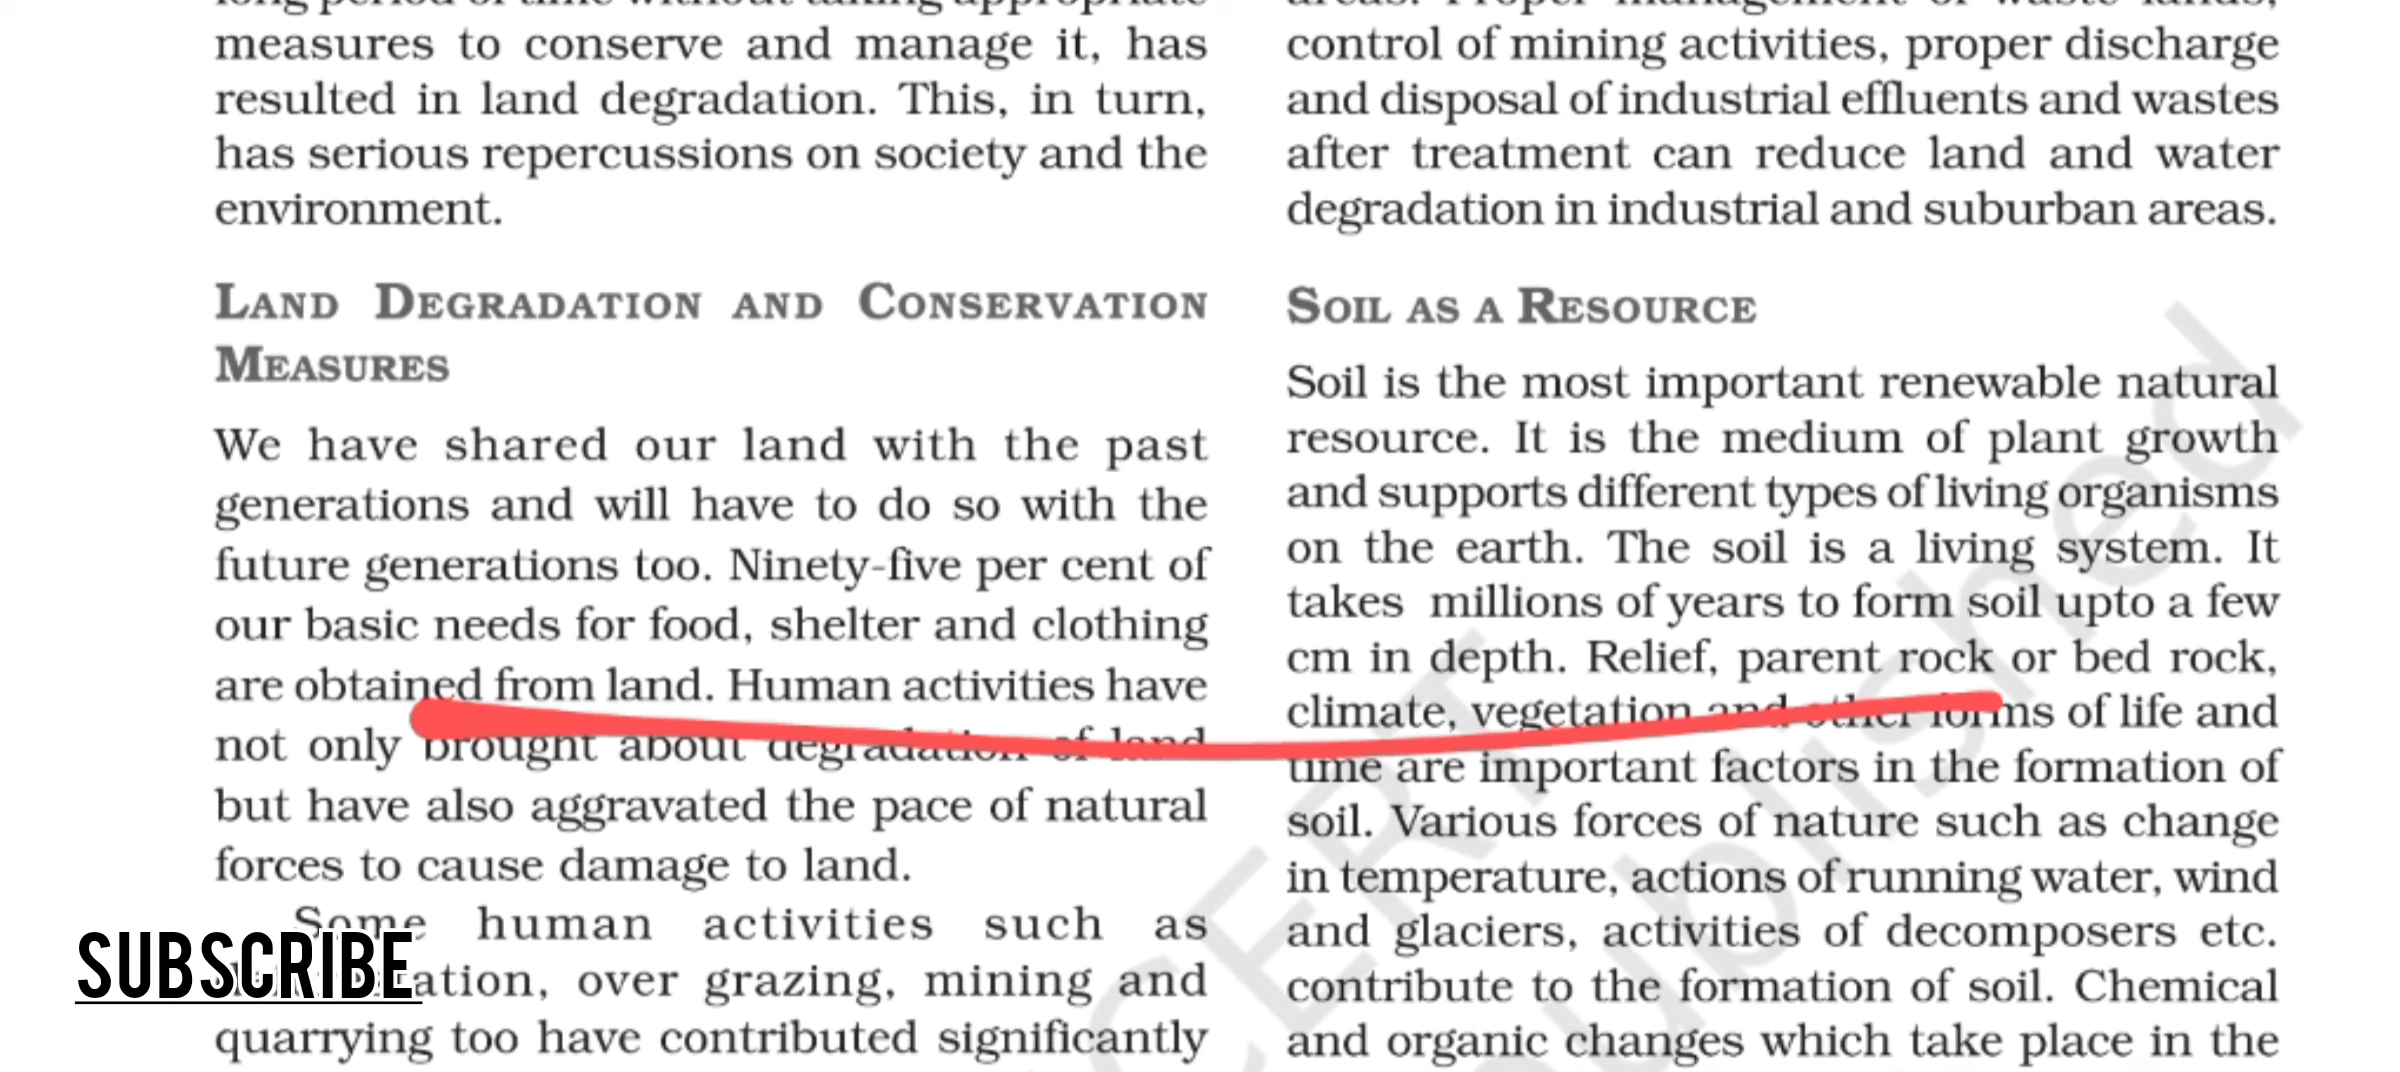 measures to conserve and manage it, has
resulted in land degradation. This, in turn,
has serious repercussions on society and the
environment.
LAND DEGRADATION AND CONSERVATION
MEASURES
We have shared our land with the past
generations and will have to do so with the
future generations too. Ninety-five per cent of
our basic needs for food, shelter and clothing
are obtained from land. Human activities have
not only brought about degradation of land
but have also aggravated the pace of natural
forces to cause damage to land.
Some human activities such as
over grazing, mining and
quarrying too have contributed significantly
control of mining activities, proper discharge
and disposal of industrial effluents and wastes
after treatment can reduce land and water
degradation in industrial and suburban areas.
SOIL AS A RESOURCE
Soil is the most important renewable natural
resource. It is the medium of plant growth
and supports different types of living organisms
on the earth. The soil is a living system. It
takes millions of years to form soil upto a few
cm in depth. Relief, parent rock or bed rock,
climate, vegetation and other forms of life and
time are important factors in the formation of
soil. Various forces of nature such as change
in temperature, actions of running water, wind
and glaciers, activities of decomposers etc.
contribute to the formation of soil. Chemical
and organic changes which take place in the
SUBSCRIBE